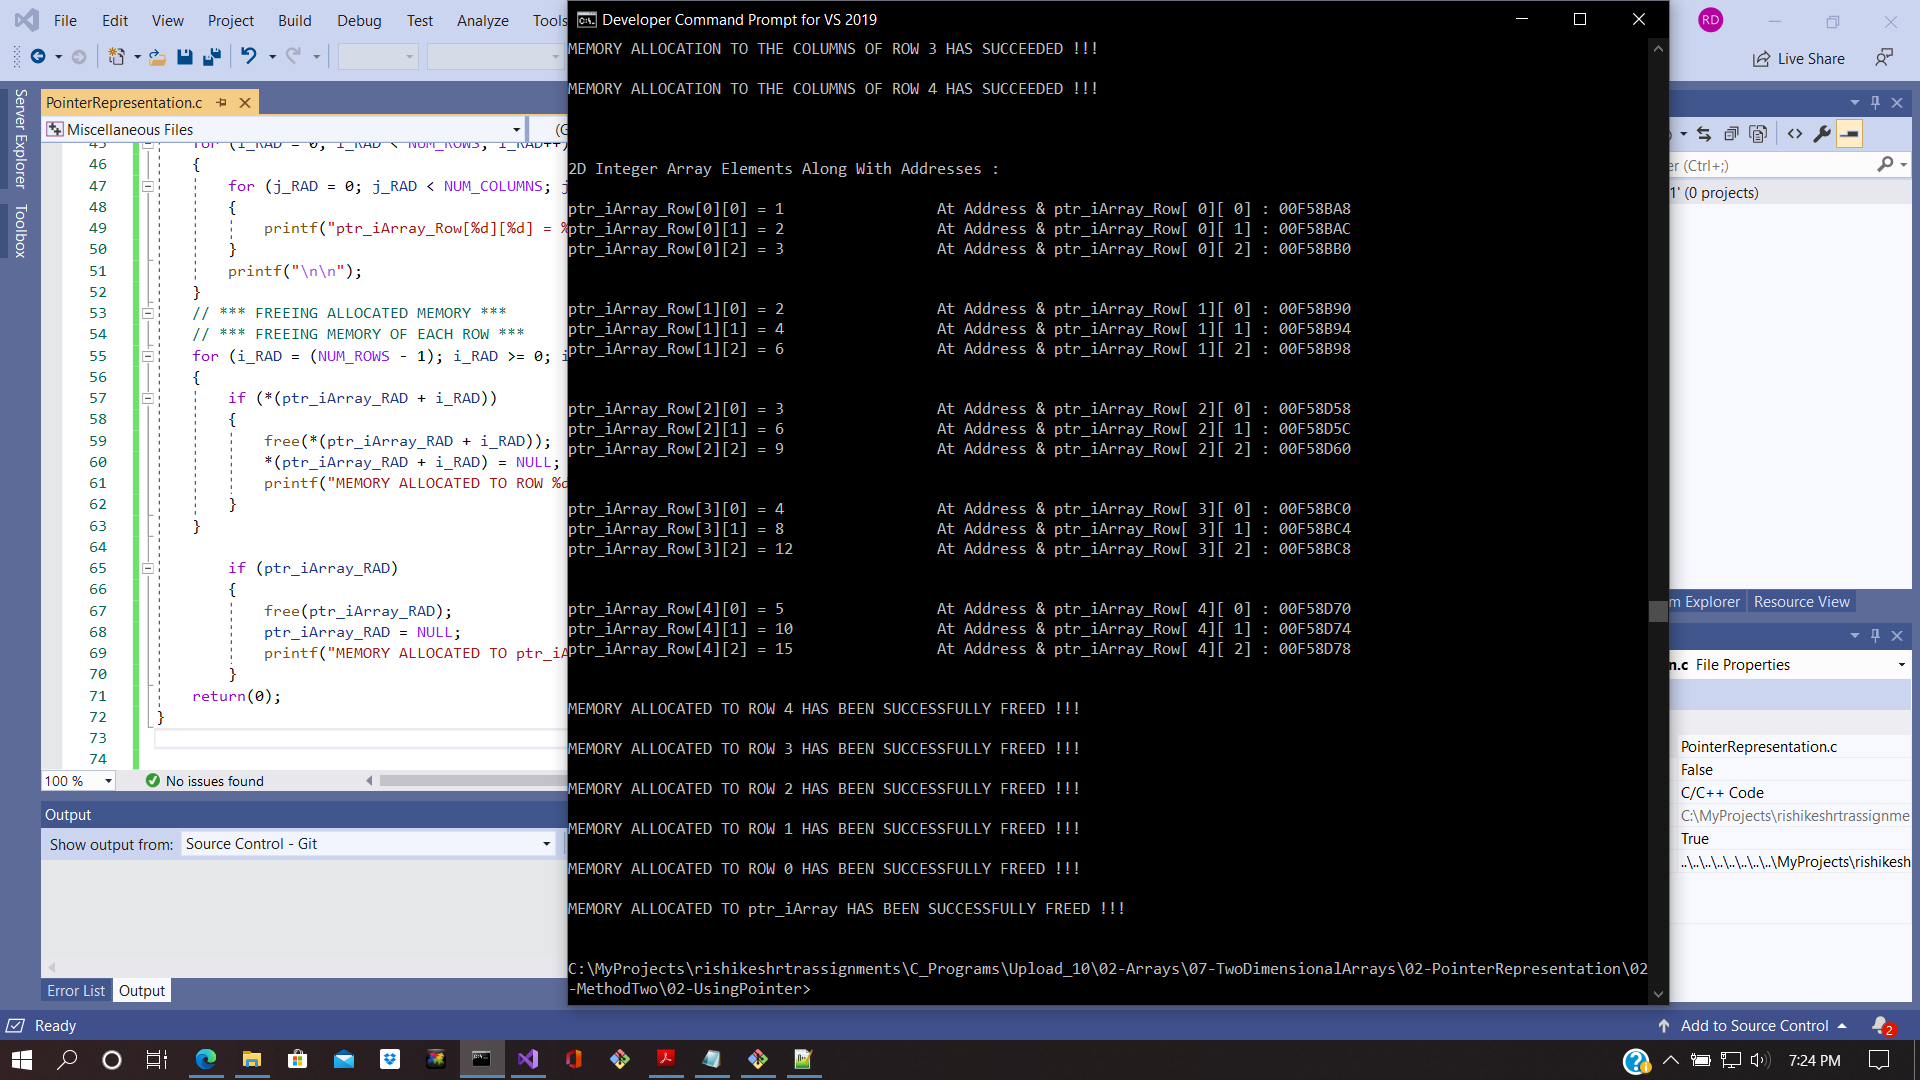 File Edit View Project Build Debug Test Analyze Tools
Developer Command Prompt for VS 2019
RD
Live Share
Server Explorer
Toolbox
PointerRepresentation.c
Miscellaneous Files
46 {
47 for (j_RAD = 0; j_RAD < NUM_COLUMNS; j
48 {
49 printf("ptr_iArray_Row[%d][%d] = %
50 }
51 printf("\n\n");
52 }
53 // *** FREEING ALLOCATED MEMORY ***
54 // *** FREEING MEMORY OF EACH ROW ***
55 for (i_RAD = (NUM_ROWS - 1); i_RAD >= 0; i
56 {
57 if (*(ptr_iArray_RAD + i_RAD))
58 {
59 free(*(ptr_iArray_RAD + i_RAD));
60 *(ptr_iArray_RAD + i_RAD) = NULL;
61 printf("MEMORY ALLOCATED TO ROW %d
62 }
63 }
64
65 if (ptr_iArray_RAD)
66 {
67 free(ptr_iArray_RAD);
68 ptr_iArray_RAD = NULL;
69 printf("MEMORY ALLOCATED TO ptr_iA
70 }
71 return(0);
72 }
73
74
100 %
No issues found
Output
Show output from: Source Control - Git
Error List Output
MEMORY ALLOCATION TO THE COLUMNS OF ROW 3 HAS SUCCEEDED !!!
MEMORY ALLOCATION TO THE COLUMNS OF ROW 4 HAS SUCCEEDED !!!
2D Integer Array Elements Along With Addresses :
ptr_iArray_Row[0][0] = 1 At Address & ptr_iArray_Row[ 0][ 0] : 00F58BA8
ptr_iArray_Row[0][1] = 2 At Address & ptr_iArray_Row[ 0][ 1] : 00F58BAC
ptr_iArray_Row[0][2] = 3 At Address & ptr_iArray_Row[ 0][ 2] : 00F58BB0
ptr_iArray_Row[1][0] = 2 At Address & ptr_iArray_Row[ 1][ 0] : 00F58B90
ptr_iArray_Row[1][1] = 4 At Address & ptr_iArray_Row[ 1][ 1] : 00F58B94
ptr_iArray_Row[1][2] = 6 At Address & ptr_iArray_Row[ 1][ 2] : 00F58B98
ptr_iArray_Row[2][0] = 3 At Address & ptr_iArray_Row[ 2][ 0] : 00F58D58
ptr_iArray_Row[2][1] = 6 At Address & ptr_iArray_Row[ 2][ 1] : 00F58D5C
ptr_iArray_Row[2][2] = 9 At Address & ptr_iArray_Row[ 2][ 2] : 00F58D60
ptr_iArray_Row[3][0] = 4 At Address & ptr_iArray_Row[ 3][ 0] : 00F58BC0
ptr_iArray_Row[3][1] = 8 At Address & ptr_iArray_Row[ 3][ 1] : 00F58BC4
ptr_iArray_Row[3][2] = 12 At Address & ptr_iArray_Row[ 3][ 2] : 00F58BC8
ptr_iArray_Row[4][0] = 5 At Address & ptr_iArray_Row[ 4][ 0] : 00F58D70
ptr_iArray_Row[4][1] = 10 At Address & ptr_iArray_Row[ 4][ 1] : 00F58D74
ptr_iArray_Row[4][2] = 15 At Address & ptr_iArray_Row[ 4][ 2] : 00F58D78
MEMORY ALLOCATED TO ROW 4 HAS BEEN SUCCESSFULLY FREED !!!
MEMORY ALLOCATED TO ROW 3 HAS BEEN SUCCESSFULLY FREED !!!
MEMORY ALLOCATED TO ROW 2 HAS BEEN SUCCESSFULLY FREED !!!
MEMORY ALLOCATED TO ROW 1 HAS BEEN SUCCESSFULLY FREED !!!
MEMORY ALLOCATED TO ROW 0 HAS BEEN SUCCESSFULLY FREED !!!
MEMORY ALLOCATED TO ptr_iArray HAS BEEN SUCCESSFULLY FREED !!!
C:\MyProjects\rishikeshrtrassignments\C_Programs\Upload_10\02-Arrays\07-TwoDimensionalArrays\02-PointerRepresentation\02
-MethodTwo\02-UsingPointer>
er (Ctrl+;)
1' (0 projects)
m Explorer Resource View
n.c File Properties
PointerRepresentation.c
False
C/C++ Code
C:\MyProjects\rishikeshrtrassignme
True
..\..\..\..\..\..\..\..\MyProjects\rishikesh
Ready
Add to Source Control
2
7:24 PM